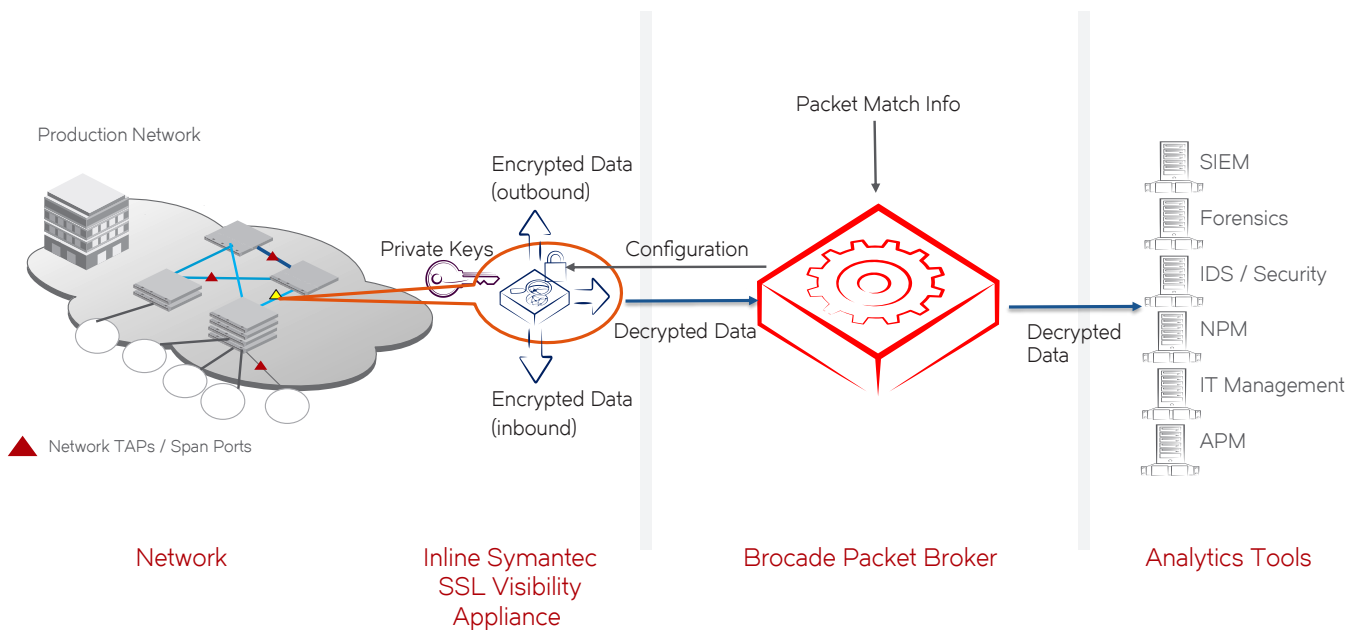 Packet Match Info
Production Network
Encrypted Data
(outbound)
Private Keys
Configuration
Decrypted Data
Encrypted Data
(inbound)
Decrypted
Data
SIEM
Forensics
IDS / Security
NPM
IT Management
APM
Network TAPs / Span Ports
Network
Inline Symantec
SSL Visibility
Appliance
Brocade Packet Broker
Analytics Tools